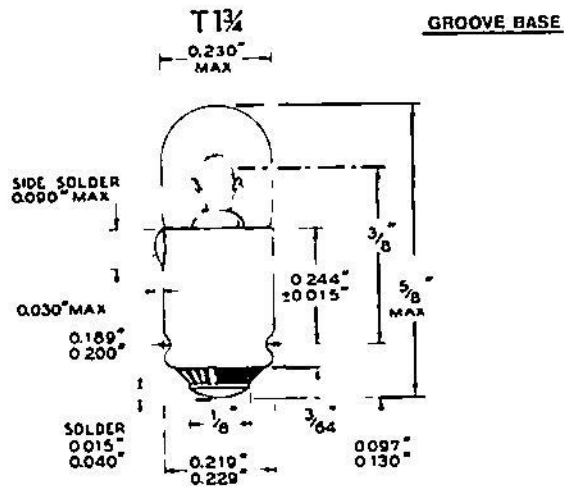 T 1¾
GROOVE BASE
0.230"
MAX
SIDE SOLDER
0.090" MAX
3/8"
0.244"
±0.015"
5/8"
MAX
0.030" MAX
0.189"
0.200"
SOLDER
0.015"
0.040"
1/8"
3/64"
0.097"
0.130"
0.219"
0.229"